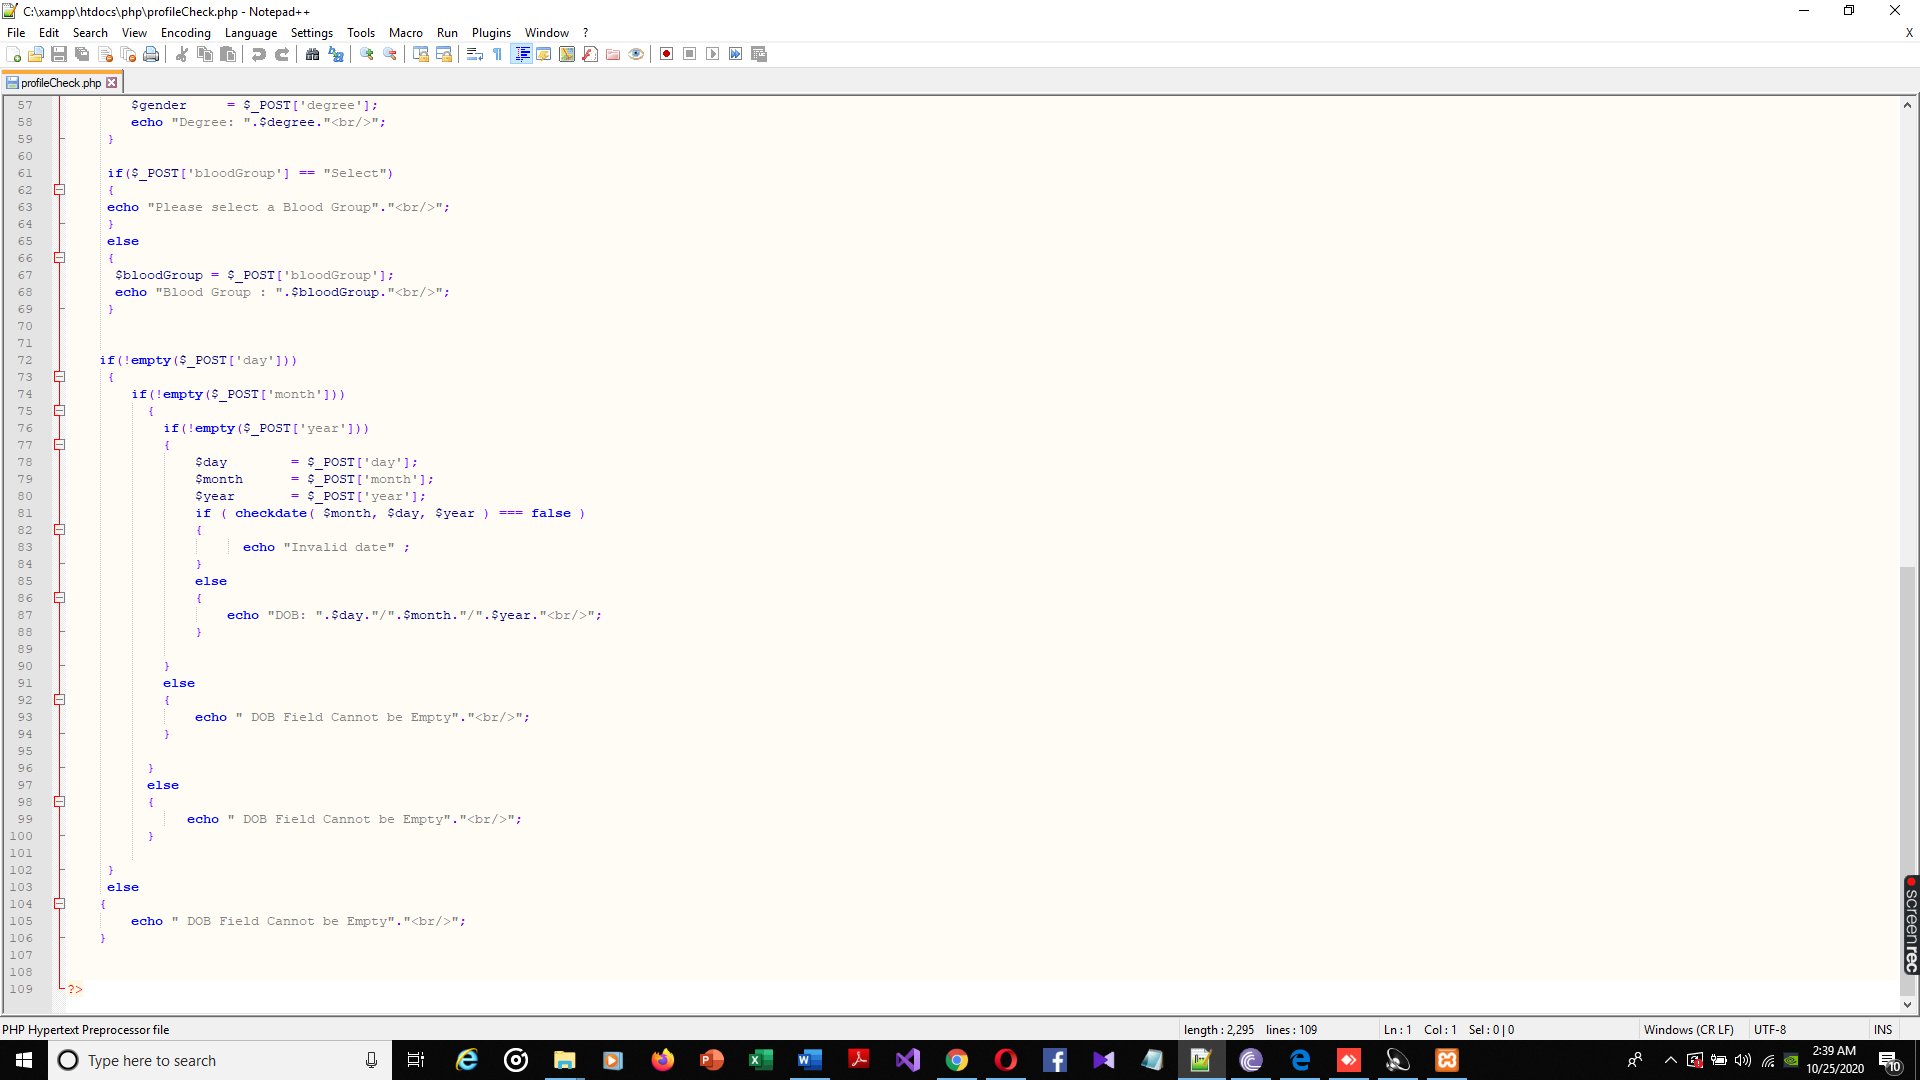 C:\xampp\htdocs\php\profileCheck.php - Notepad++
File Edit Search View Encoding Language Settings Tools Macro Run Plugins Window ? X
profileCheck.php
57 $gender = $_POST['degree'];
58 echo "Degree: ".$degree."<br/>";
59 }
60
61 if($_POST['bloodGroup'] == "Select")
62 {
63 echo "Please select a Blood Group"."<br/>";
64 }
65 else
66 {
67 $bloodGroup = $_POST['bloodGroup'];
68 echo "Blood Group : ".$bloodGroup."<br/>";
69 }
70
71
72 if(!empty($_POST['day']))
73 {
74 if(!empty($_POST['month']))
75 {
76 if(!empty($_POST['year']))
77 {
78 $day = $_POST['day'];
79 $month = $_POST['month'];
80 $year = $_POST['year'];
81 if ( checkdate( $month, $day, $year ) === false )
82 {
83 echo "Invalid date" ;
84 }
85 else
86 {
87 echo "DOB: ".$day."/".$month."/".$year."<br/>";
88 }
89
90 }
91 else
92 {
93 echo " DOB Field Cannot be Empty"."<br/>";
94 }
95
96 }
97 else
98 {
99 echo " DOB Field Cannot be Empty"."<br/>";
100 }
101
102 }
103 else
104 {
105 echo " DOB Field Cannot be Empty"."<br/>";
106 }
107
108
109 ?>
screenrec
PHP Hypertext Preprocessor file length : 2,295 lines : 109 Ln : 1 Col : 1 Sel : 0 | 0 Windows (CR LF) UTF-8 INS
Type here to search
2:39 AM
10/25/2020
10